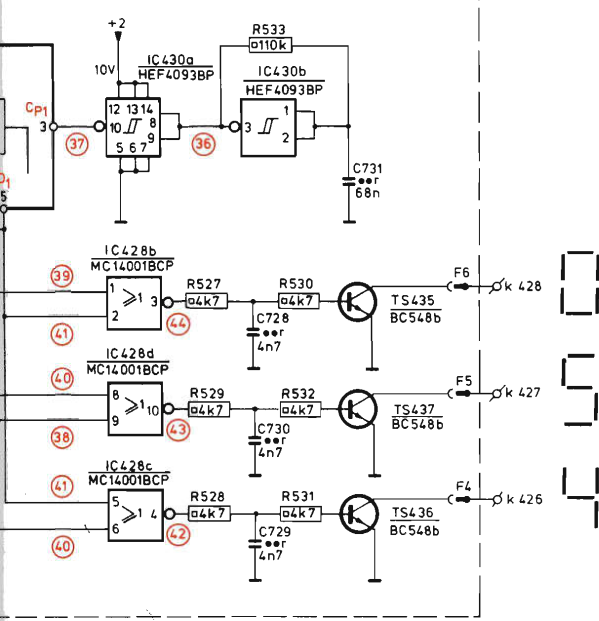 +2
R533
110k
10V
IC430a
HEF4093BP
IC430b
HEF4093BP
CP1
3
37
12 13 14
10
8
9
5 6 7
36
3
1
2
C731
••r
68n
5
IC428b
MC14001BCP
39
1
2
≥1
3
41
44
R527
4k7
R530
4k7
C728
••r
4n7
TS435
BC548b
F6
k 428
0
IC428d
MC14001BCP
40
8
9
≥1
10
38
43
R529
4k7
R532
4k7
C730
••r
4n7
TS437
BC548b
F5
k 427
5
IC428c
MC14001BCP
41
5
6
≥1
4
40
42
R528
4k7
R531
4k7
C729
••r
4n7
TS436
BC548b
F4
k 426
4